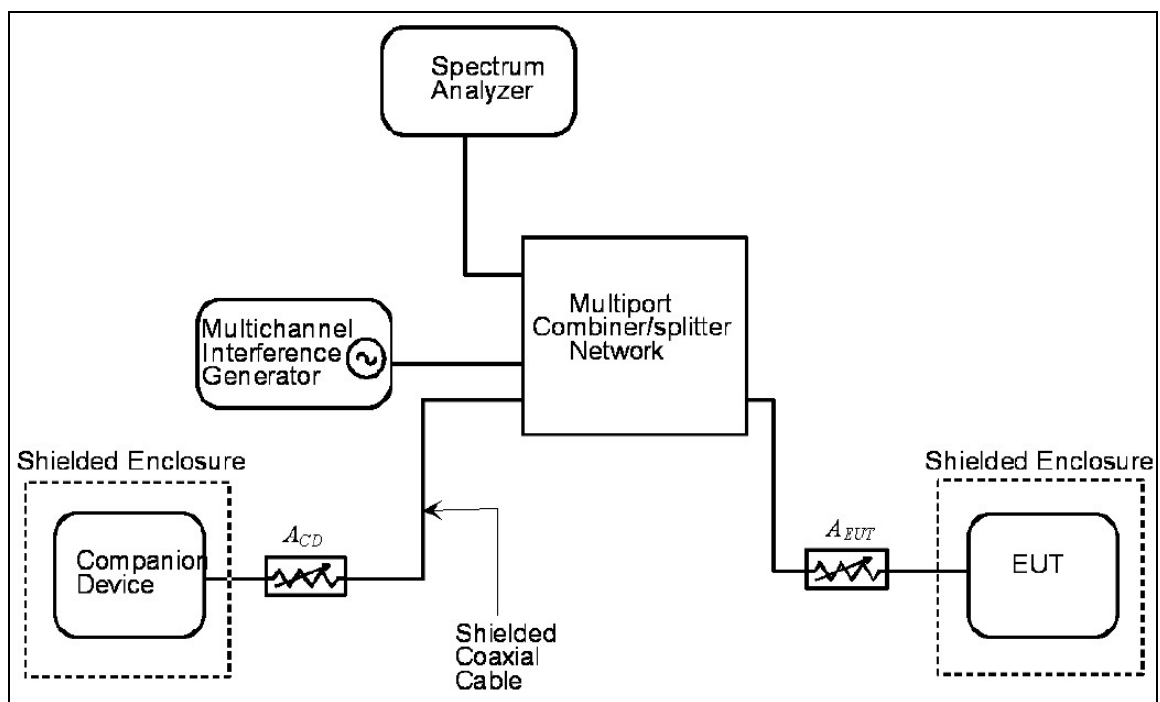 Spectrum
Analyzer
Multiport
Combiner/splitter
Network
Multichannel
Interference
Generator
Shielded Enclosure
Shielded Enclosure
Companion
Device
A_CD
A_EUT
EUT
Shielded
Coaxial
Cable